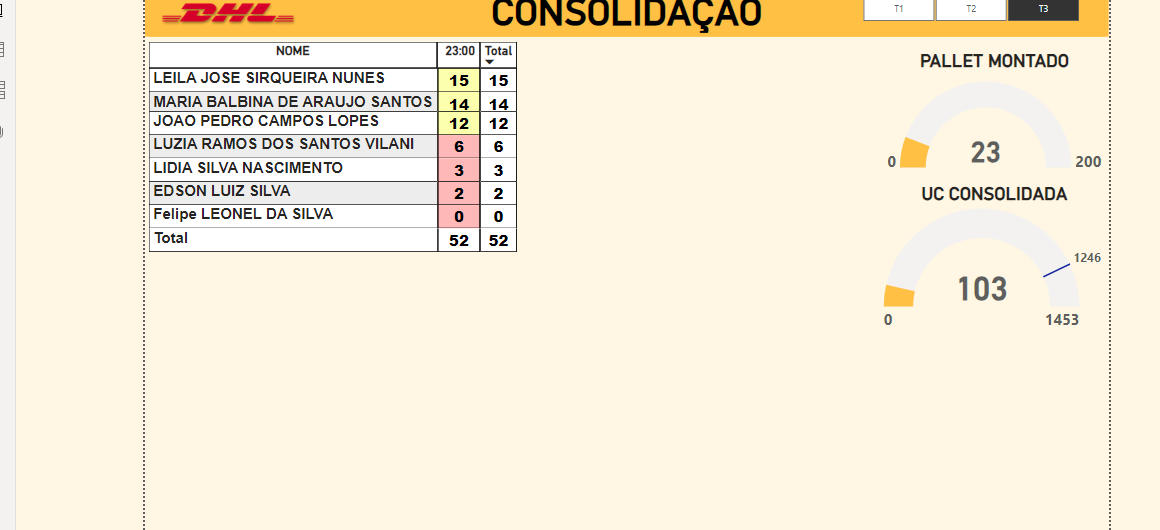 DHL
CONSOLIDAÇÃO
T1 T2 T3
NOME 23:00 Total
LEILA JOSE SIRQUEIRA NUNES 15 15
MARIA BALBINA DE ARAUJO SANTOS 14 14
JOAO PEDRO CAMPOS LOPES 12 12
LUZIA RAMOS DOS SANTOS VILANI 6 6
LIDIA SILVA NASCIMENTO 3 3
EDSON LUIZ SILVA 2 2
Felipe LEONEL DA SILVA 0 0
Total 52 52
PALLET MONTADO
0 23 200
UC CONSOLIDADA
1246
103
0 1453